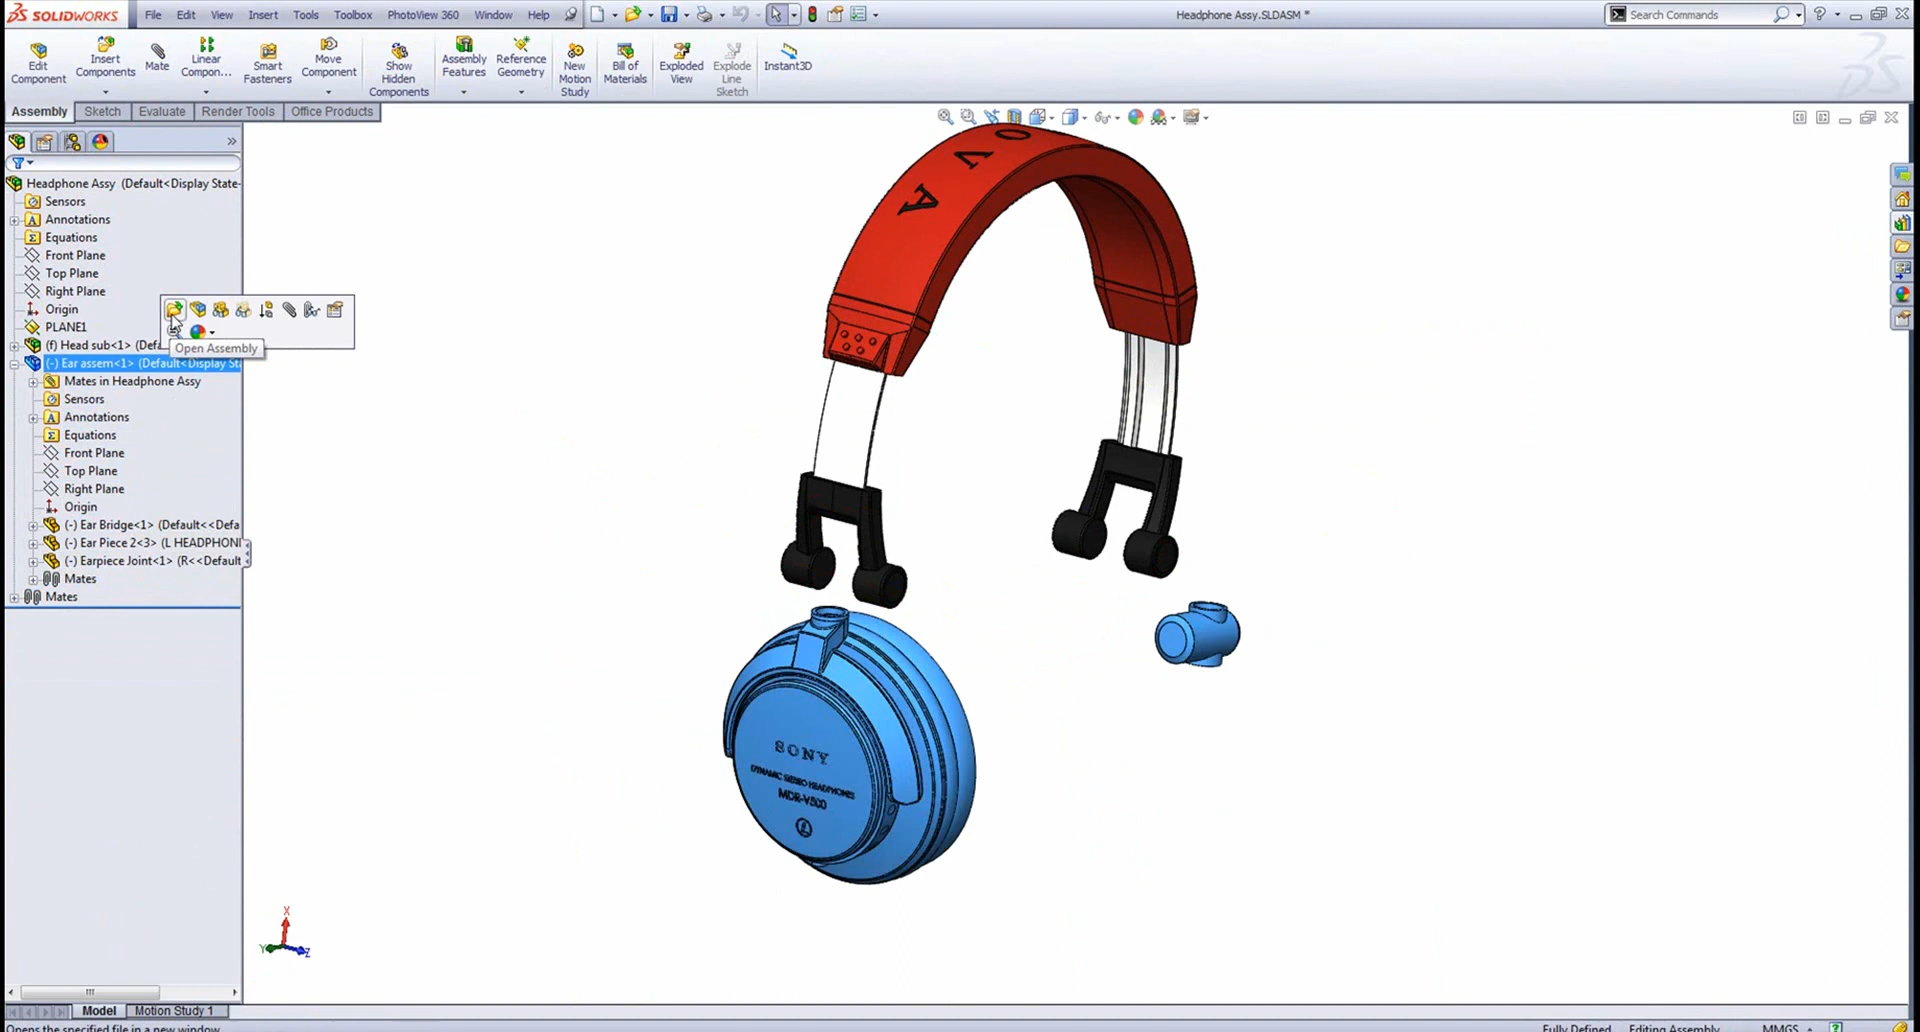 SOLIDWORKS File Edit View Insert Tools Toolbox PhotoView 360 Window Help Headphone Assy.SLDASM * Search Commands ?
Edit Component
Insert Components
Mate
Linear Compon...
Smart Fasteners
Move Component
Show Hidden Components
Assembly Features
Reference Geometry
New Motion Study
Bill of Materials
Exploded View
Explode Line Sketch
Instant3D
Assembly Sketch Evaluate Render Tools Office Products
Headphone Assy (Default<Display State-
Sensors
Annotations
Equations
Front Plane
Top Plane
Right Plane
Origin
PLANE1
(f) Head sub<1> (Defa
Open Assembly
(-) Ear assem<1> (Default<Display Sta
Mates in Headphone Assy
Sensors
Annotations
Equations
Front Plane
Top Plane
Right Plane
Origin
(-) Ear Bridge<1> (Default<<Defa
(-) Ear Piece 2<3> (L HEADPHONI
(-) Earpiece Joint<1> (R<<Default
Mates
Mates
O V A
SONY
DYNAMIC STEREO HEADPHONES
MDR-V500
L
X
Y
Z
Model Motion Study 1
Opens the specified file in a new window
Fully Defined Editing Assembly MMGS ?